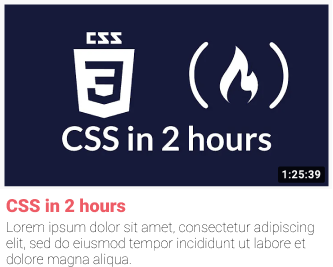 CSS
3
CSS in 2 hours
1:25:39
CSS in 2 hours
Lorem ipsum dolor sit amet, consectetur adipiscing
elit, sed do eiusmod tempor incididunt ut labore et
dolore magna aliqua.